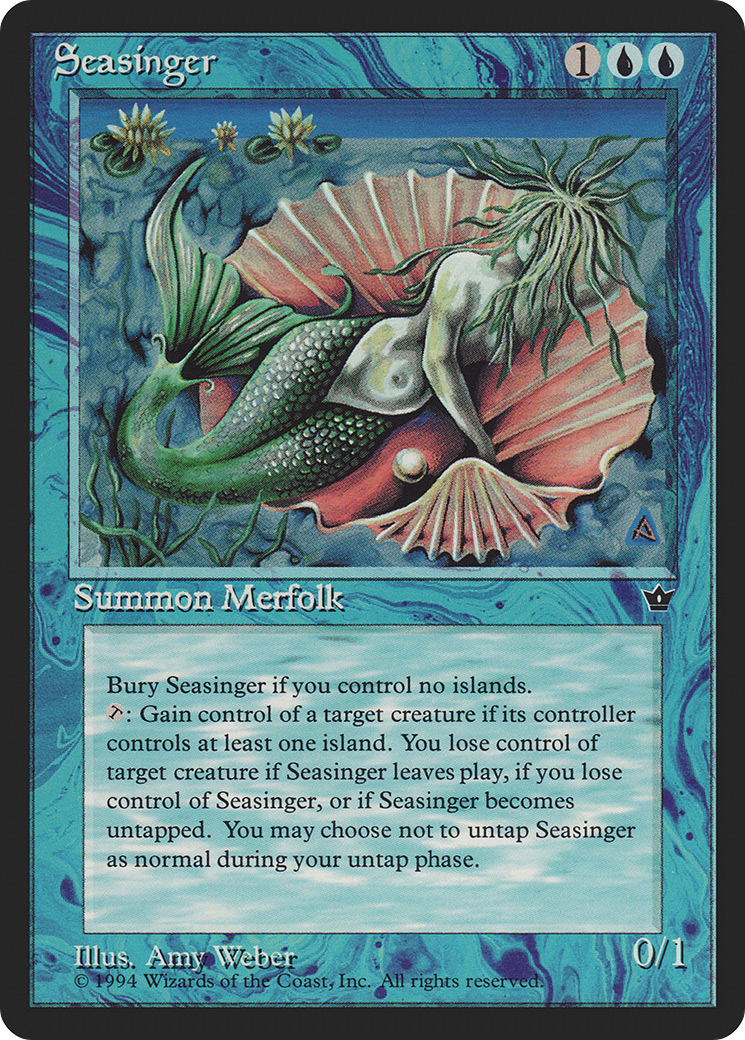 Seasinger 1
Summon Merfolk
Bury Seasinger if you control no islands.
T: Gain control of a target creature if its controller
controls at least one island. You lose control of
target creature if Seasinger leaves play, if you lose
control of Seasinger, or if Seasinger becomes
untapped. You may choose not to untap Seasinger
as normal during your untap phase.
Illus. Amy Weber 0/1
© 1994 Wizards of the Coast, Inc. All rights reserved.